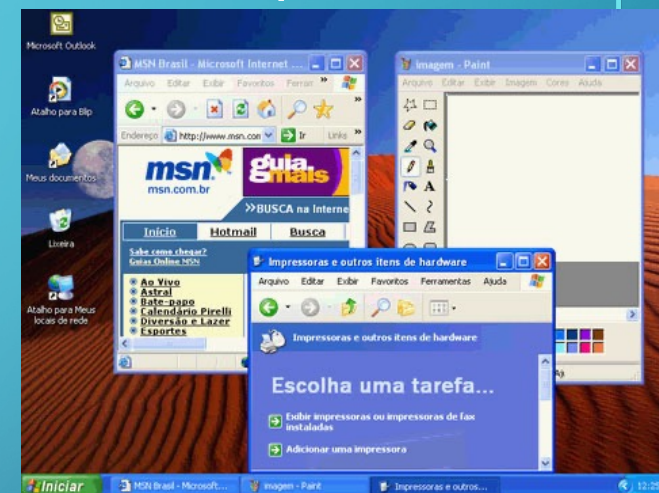 Microsoft Outlook
Atalho para Blip
Meus documentos
Lixeira
Atalho para Meus
locais de rede
MSN Brasil - Microsoft Internet ...
Arquivo Editar Exibir Favoritos Ferram »
Endereço http://www.msn.con Ir Links »
msn
msn.com.br
guia
mais
»BUSCA na Interne
Início Hotmail Busca
Sabe como chegar?
Guias Online MSN
Ao Vivo
Astral
Bate-papo
Calendário Pirelli
Diversão e Lazer
Esportes
imagem - Paint
Arquivo Editar Exibir Imagem Cores Ajuda
A
Impressoras e outros itens de hardware
Arquivo Editar Exibir Favoritos Ferramentas Ajuda
Impressoras e outros itens de hardware
Escolha uma tarefa...
Exibir impressoras ou impressoras de fax
instaladas
Adicionar uma impressora
Iniciar
MSN Brasil - Microsoft...
imagem - Paint
Impressoras e outros...
12:25